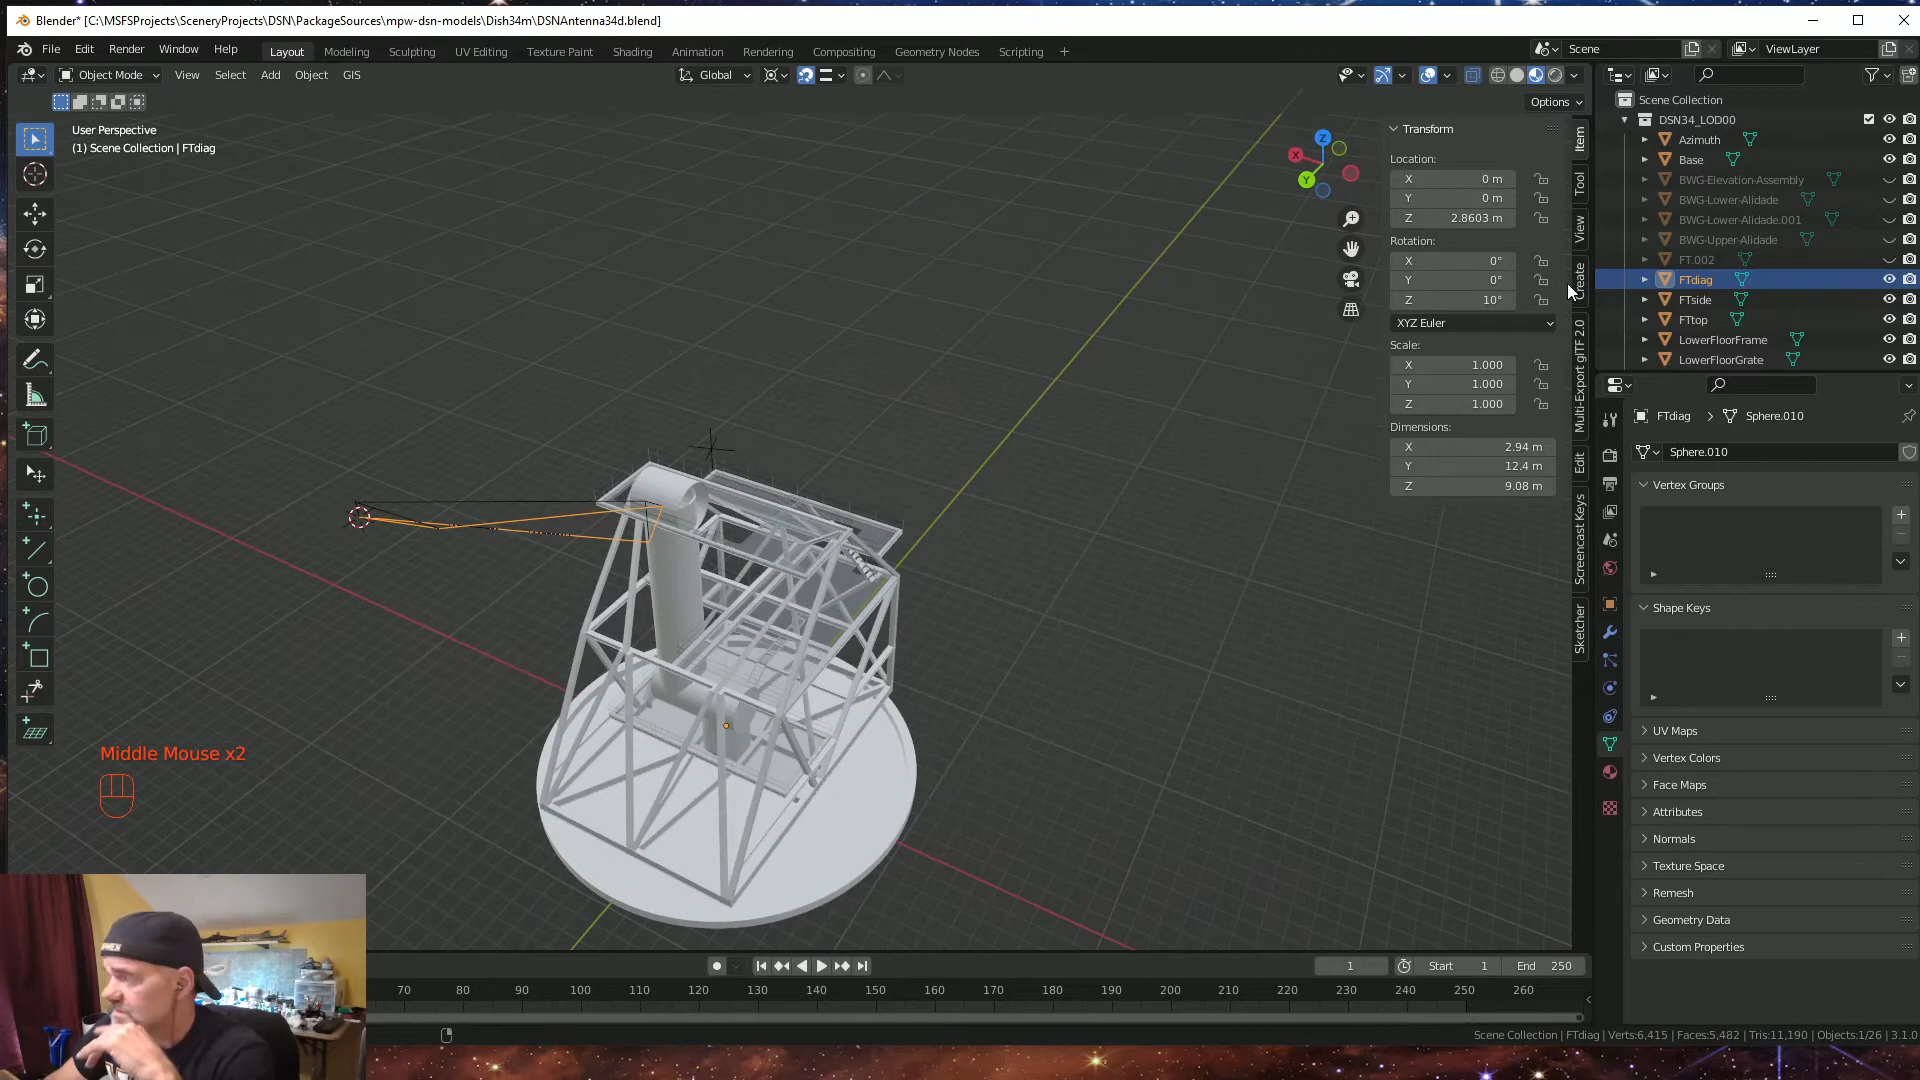 Blender* [C:\MSFSProjects\SceneryProjects\DSN\PackageSources\mpw-dsn-models\Dish34m\DSNAntenna34d.blend]
File Edit Render Window Help Layout Modeling Sculpting UV Editing Texture Paint Shading Animation Rendering Compositing Geometry Nodes Scripting + Scene ViewLayer
Object Mode View Select Add Object GIS Global
Options
User Perspective
(1) Scene Collection | FTdiag
Transform
Location:
X 0 m
Y 0 m
Z 2.8603 m
Rotation:
X 0°
Y 0°
Z 10°
XYZ Euler
Scale:
X 1.000
Y 1.000
Z 1.000
Dimensions:
X 2.94 m
Y 12.4 m
Z 9.08 m
Z
X
Y
Item
Tool
View
Create
Multi-Export glTF 2.0
Edit
Screencast Keys
Sketcher
Scene Collection
DSN34_LOD00
Azimuth
Base
BWG-Elevation-Assembly
BWG-Lower-Alidade
BWG-Lower-Alidade.001
BWG-Upper-Alidade
FT.002
FTdiag
FTside
FTtop
LowerFloorFrame
LowerFloorGrate
FTdiag > Sphere.010
Sphere.010
Vertex Groups
Shape Keys
UV Maps
Vertex Colors
Face Maps
Attributes
Normals
Texture Space
Remesh
Geometry Data
Custom Properties
Middle Mouse x2
1 Start 1 End 250
70 80 90 100 110 120 130 140 150 160 170 180 190 200 210 220 230 240 250 260
Scene Collection | FTdiag | Verts:6,415 | Faces:5,482 | Tris:11,190 | Objects:1/26 | 3.1.0